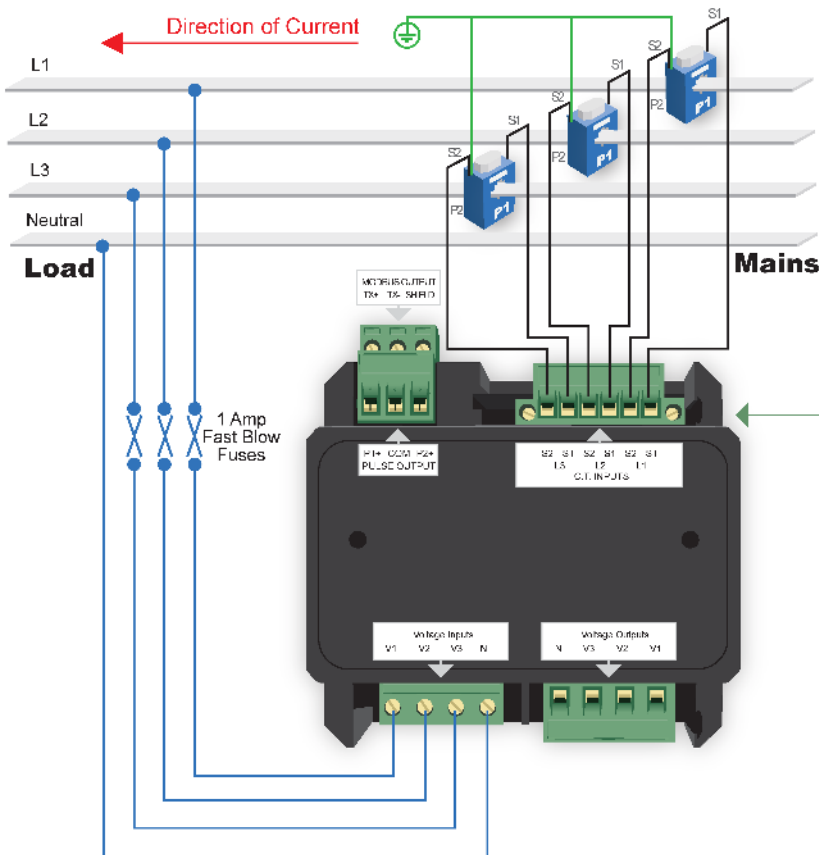 Direction of Current
L1
L2
L3
Neutral
Load
Mains
S2
S1
P2
P1
S2
S1
P2
P1
S2
S1
P2
P1
MODBUS OUTPUT
TX+ TX- SHIELD
1 Amp
Fast Blow
Fuses
P1+ COM P2+
PULSE OUTPUT
S2 S1 S2 S1 S2 S1
L3 L2 L1
C.T. INPUTS
Voltage Inputs
V1 V2 V3 N
Voltage Outputs
N V3 V2 V1